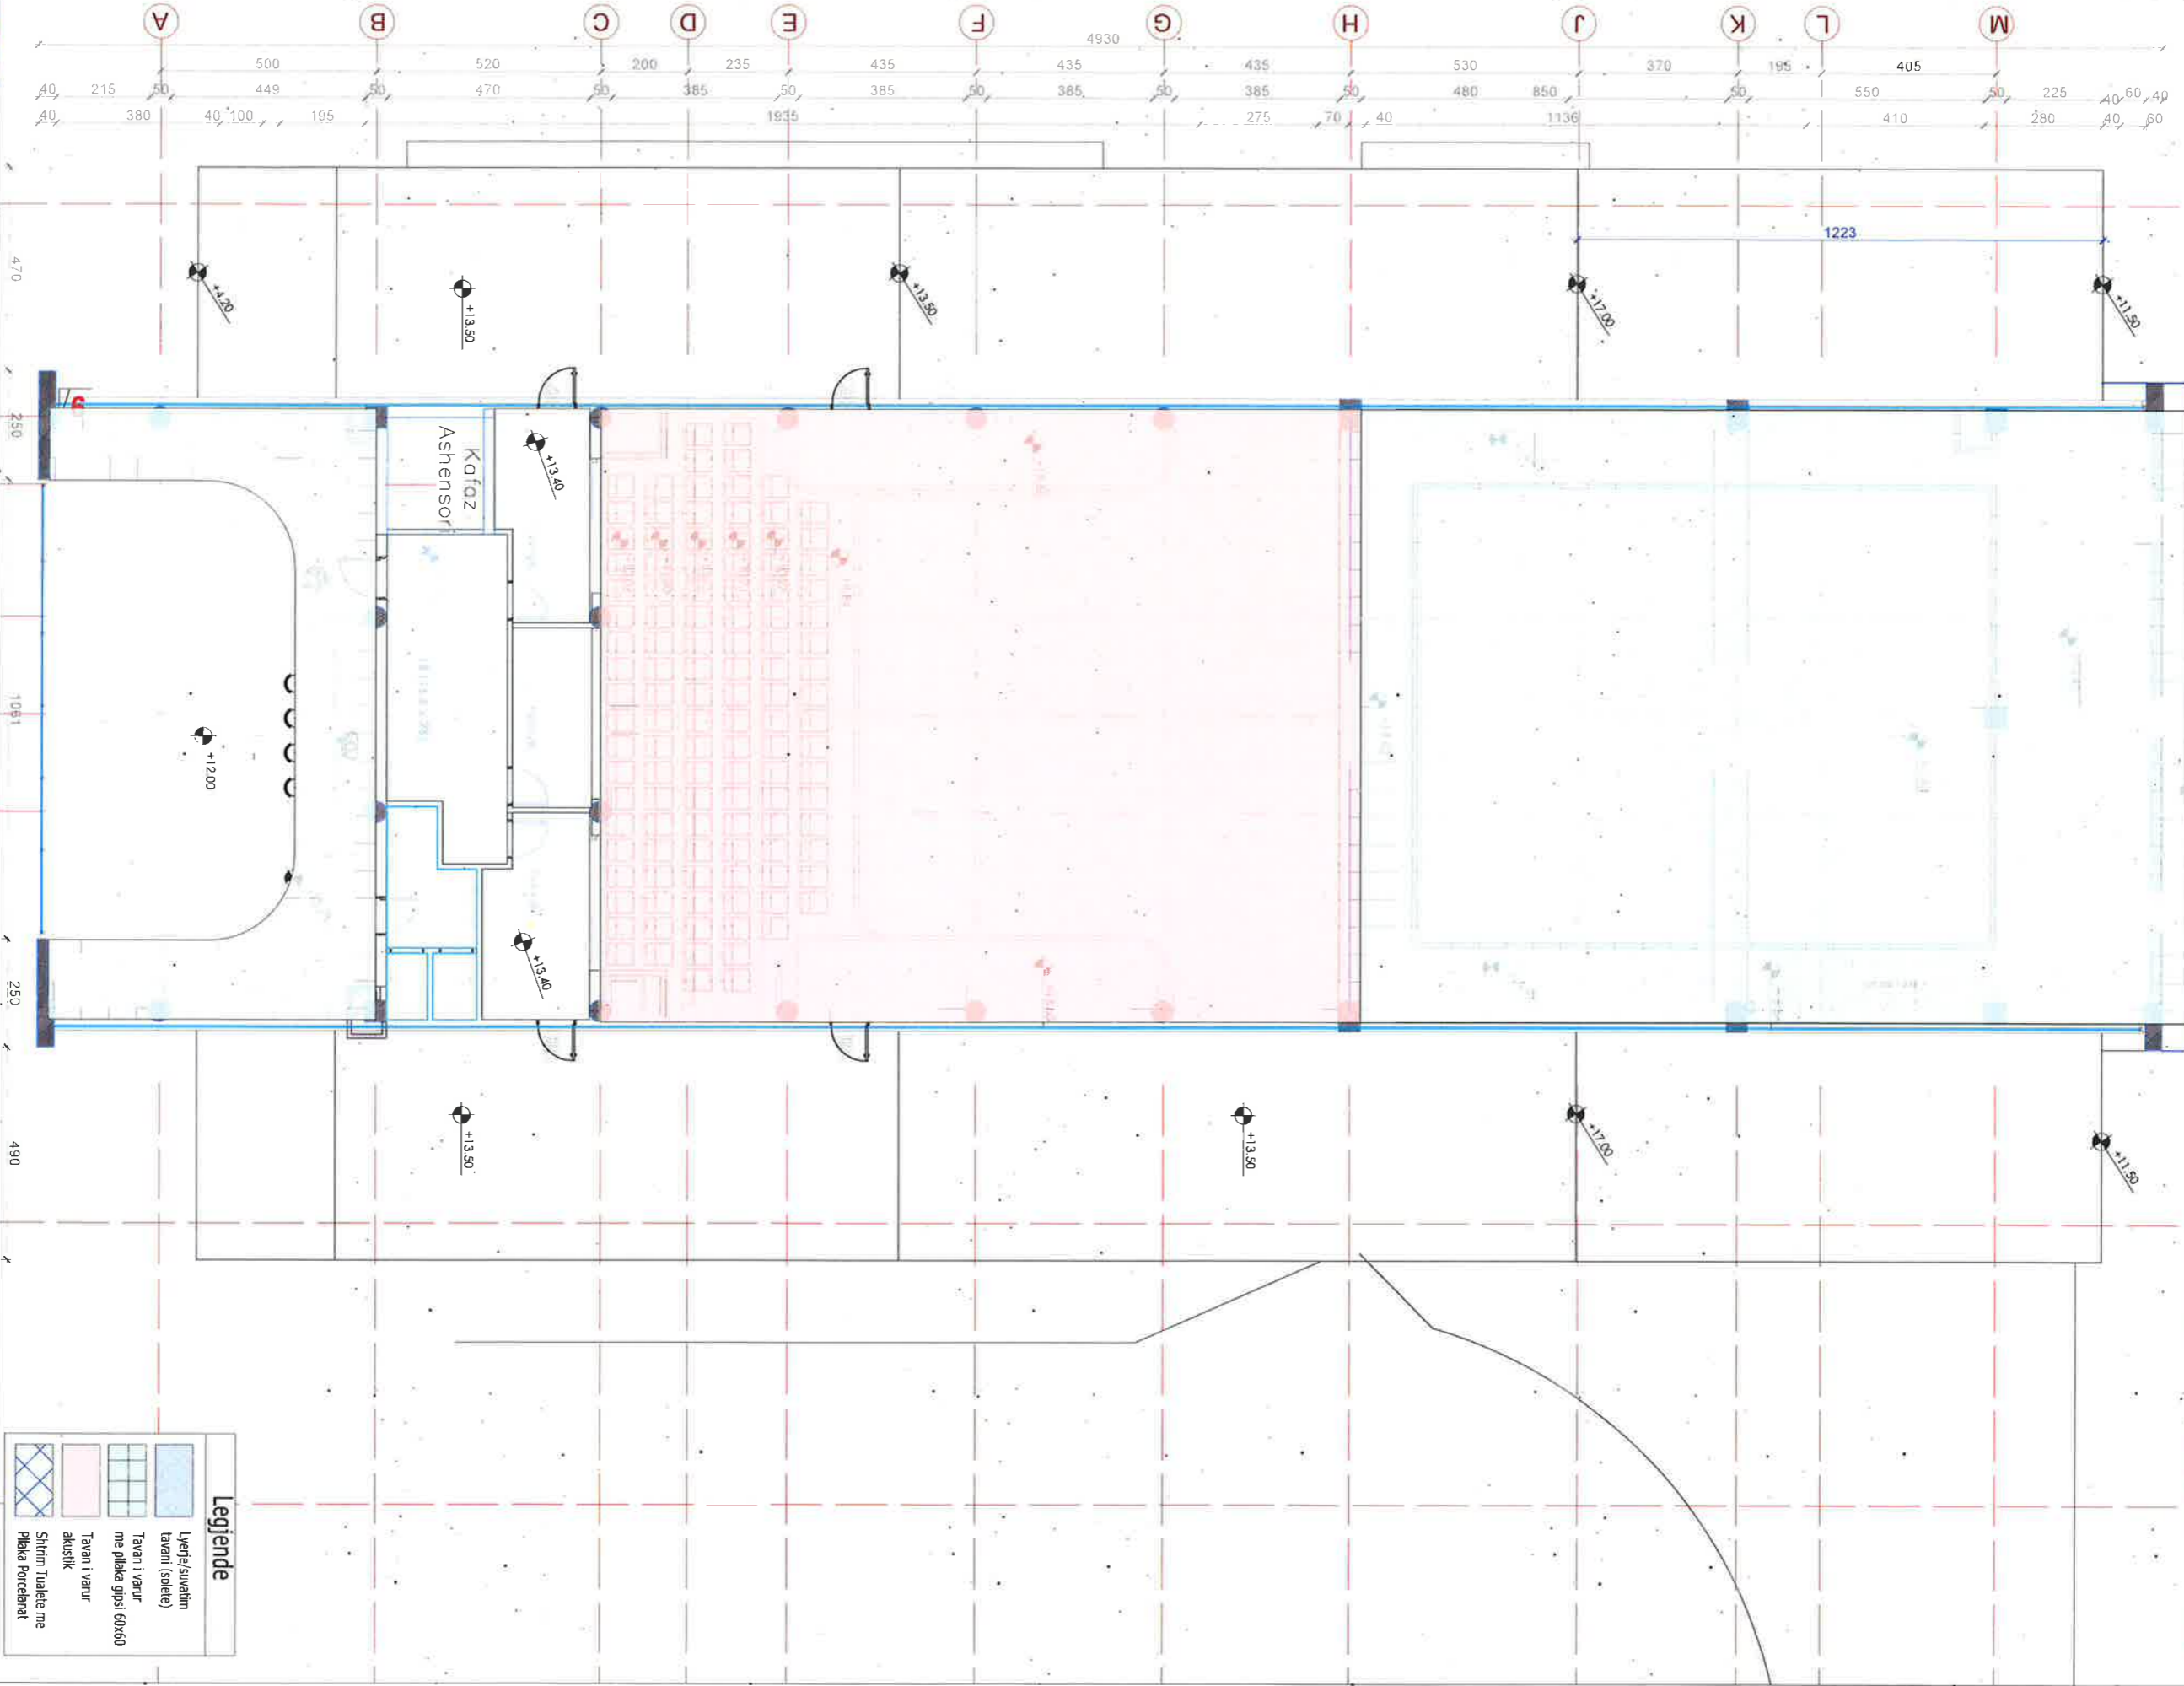 A B C D E F G H J K L M
4930
500 520 200 235 435 435 435 530 370 195 405
40 215 50 449 50 470 50 385 50 385 50 385 50 385 50 480 850 50 550 50 225 40 60 40
40 380 40 100 195 1935 275 70 40 1136 410 280 40 60
1223
470
250
1061
250
490
+4.20
+13.50
+13.50
+17.00
+11.50
Kafaz
Ashensori
+13.40
+12.00
+13.40
+13.50
+13.50
+17.00
+11.50
Legjende
Lyerje/suvatim
tavani (solete)
Tavan i varur
me pllaka gipsi 60x60
Tavan i varur
akustik
Shtrim Tualete me
Pllaka Porcelanat